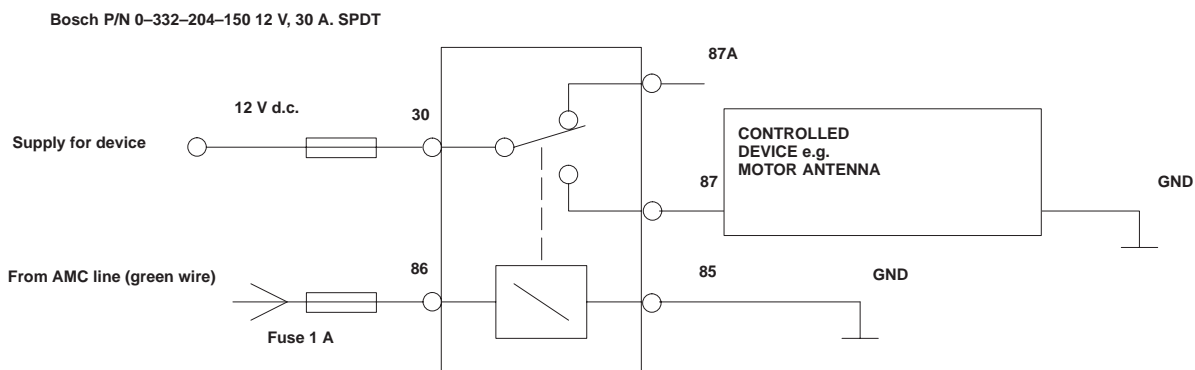 Bosch P/N 0–332–204–150 12 V, 30 A. SPDT
87A
12 V d.c.
30
Supply for device
CONTROLLED
DEVICE e.g.
MOTOR ANTENNA
87
GND
From AMC line (green wire)
86
85
GND
Fuse 1 A